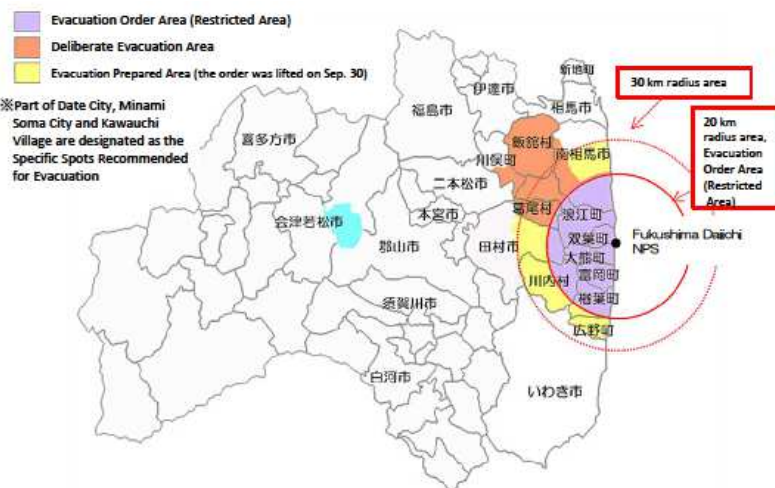 Evacuation Order Area (Restricted Area)
Deliberate Evacuation Area
Evacuation Prepared Area (the order was lifted on Sep. 30)
※Part of Date City, Minami
Soma City and Kawauchi
Village are designated as the
Specific Spots Recommended
for Evacuation
30 km radius area
20 km
radius area,
Evacuation
Order Area
(Restricted
Area)
新地町
伊達市
相馬市
福島市
喜多方市
飯舘村
南相馬市
川俣町
二本松市
葛尾村
浪江町
本宮市
会津若松市
双葉町
Fukushima Daiichi
NPS
郡山市
田村市
大熊町
富岡町
川内村
楢葉町
須賀川市
広野町
白河市
いわき市